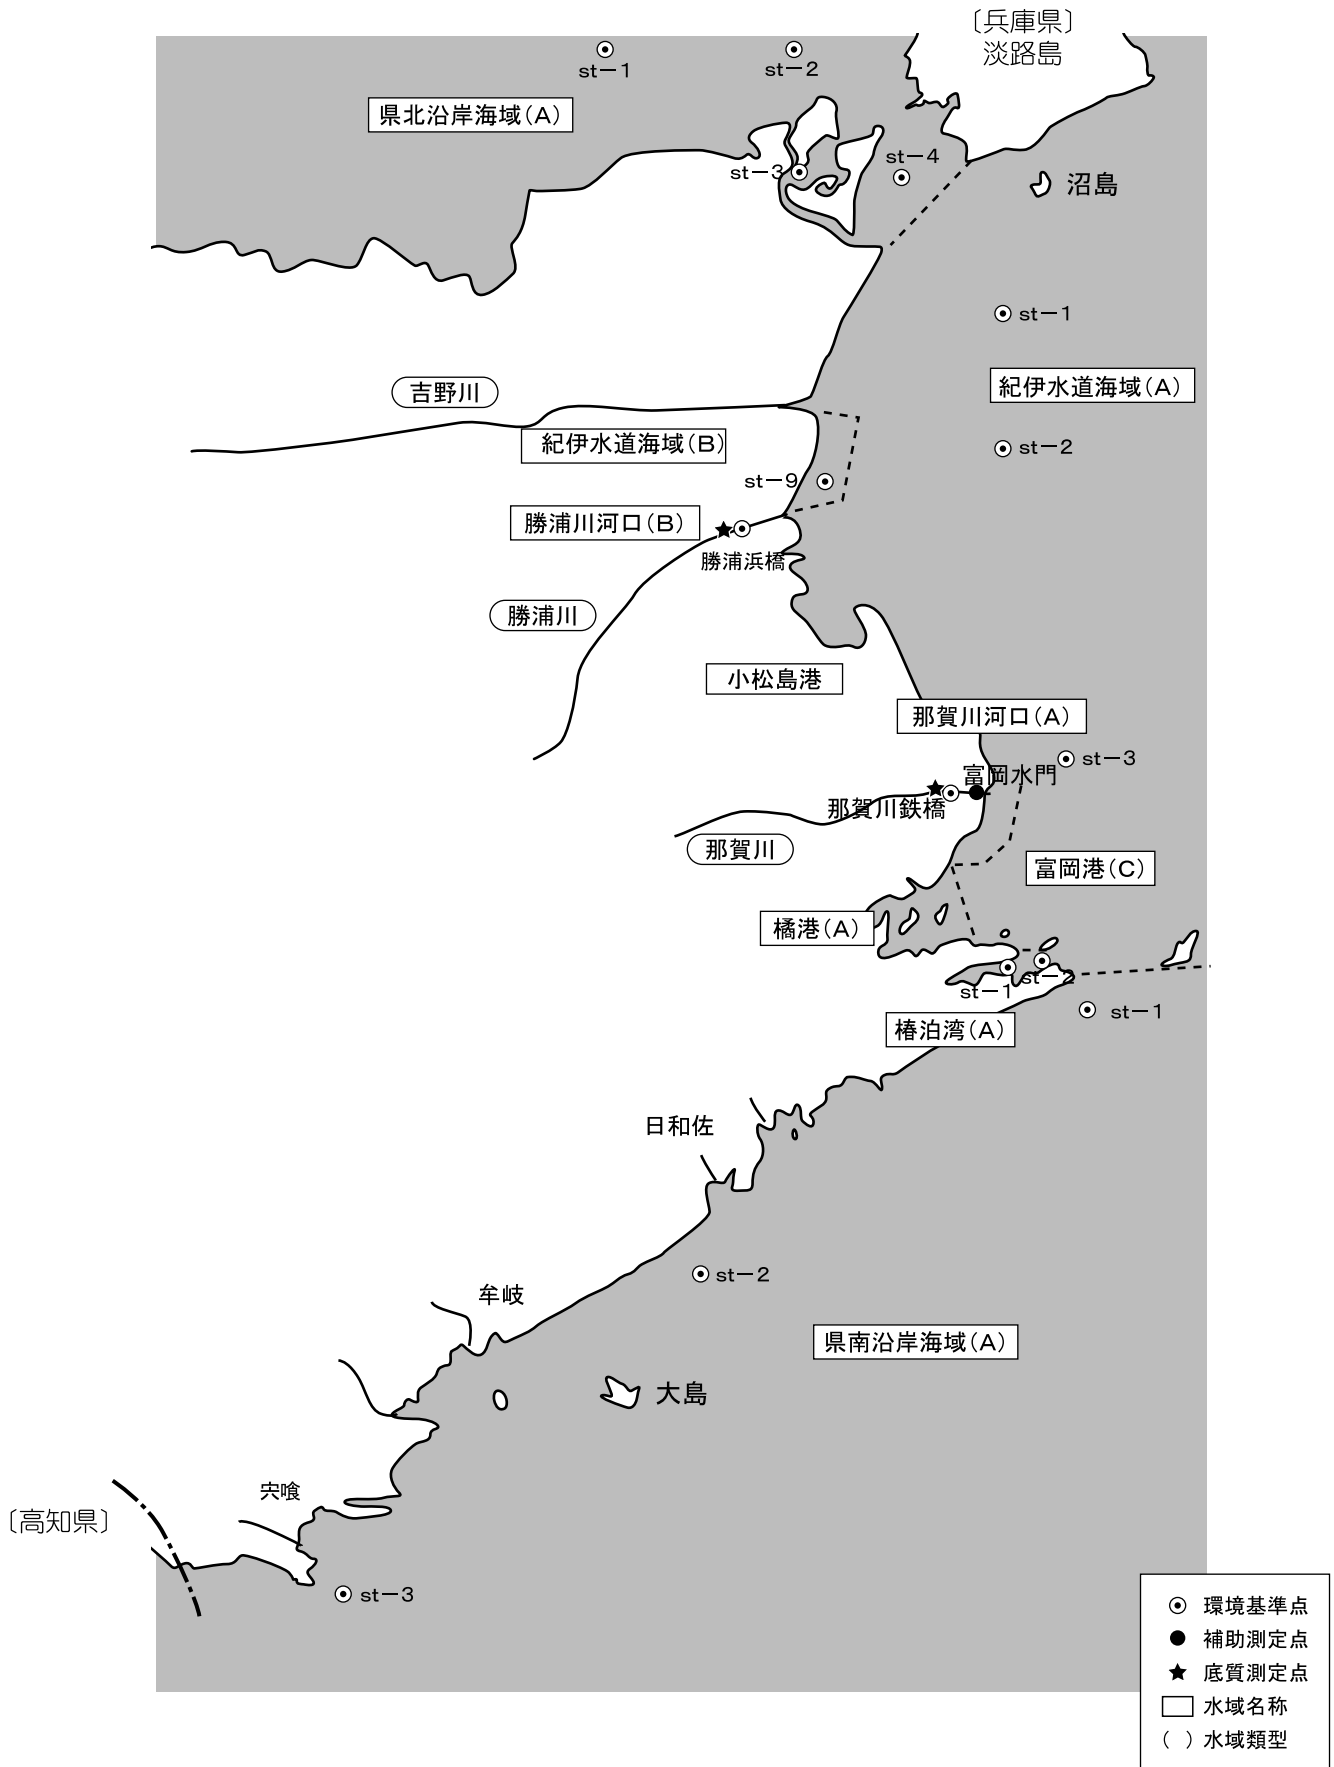 〔兵庫県〕
淡路島
st－1
st－2
県北沿岸海域(A)
st－3
st－4
沼島
st－1
吉野川
紀伊水道海域(A)
紀伊水道海域(B)
st－2
st－9
勝浦川河口(B)
勝浦浜橋
勝浦川
小松島港
那賀川河口(A)
st－3
富岡水門
那賀川鉄橋
那賀川
富岡港(C)
橘港(A)
st－2
st－1
st－1
椿泊湾(A)
日和佐
st－2
牟岐
県南沿岸海域(A)
大島
宍喰
〔高知県〕
st－3
環境基準点
補助測定点
底質測定点
水域名称
( ) 水域類型